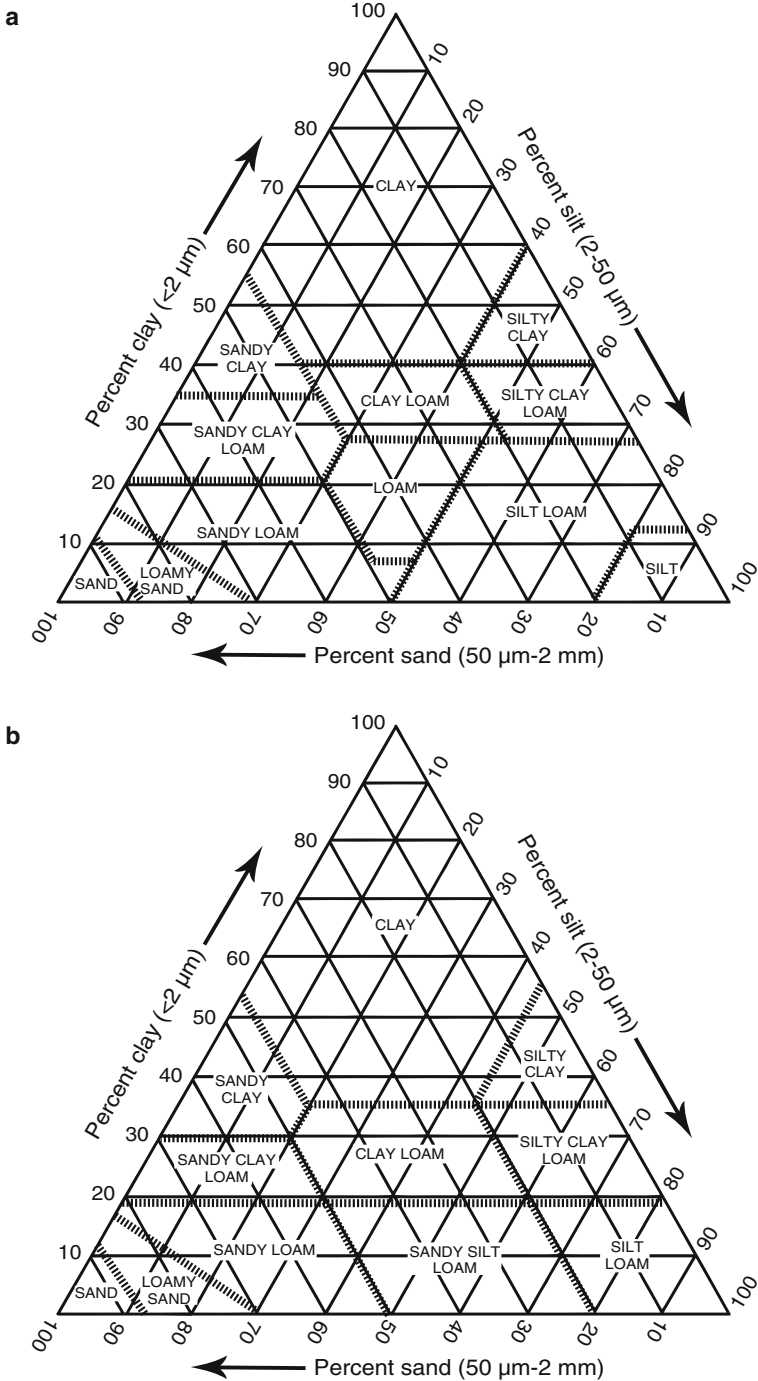 a
100
90
10
80
20
Percent clay (<2 µm)
Percent silt (2-50 µm)
70
CLAY
30
60
40
50
SILTY
CLAY
50
SANDY
CLAY
40
60
CLAY LOAM
SILTY CLAY
LOAM
30
SANDY CLAY
LOAM
70
20
LOAM
80
SANDY LOAM
SILT LOAM
90
10
SAND
LOAMY
SAND
SILT
100
100
90
80
70
60
50
40
30
20
10
Percent sand (50 µm-2 mm)
b
100
90
10
80
20
Percent clay (<2 µm)
Percent silt (2-50 µm)
70
CLAY
30
60
40
50
50
SILTY
CLAY
40
SANDY
CLAY
60
30
SANDY CLAY
LOAM
CLAY LOAM
SILTY CLAY
LOAM
70
20
80
SANDY LOAM
SANDY SILT
LOAM
SILT
LOAM
90
10
SAND
LOAMY
SAND
100
100
90
80
70
60
50
40
30
20
10
Percent sand (50 µm-2 mm)